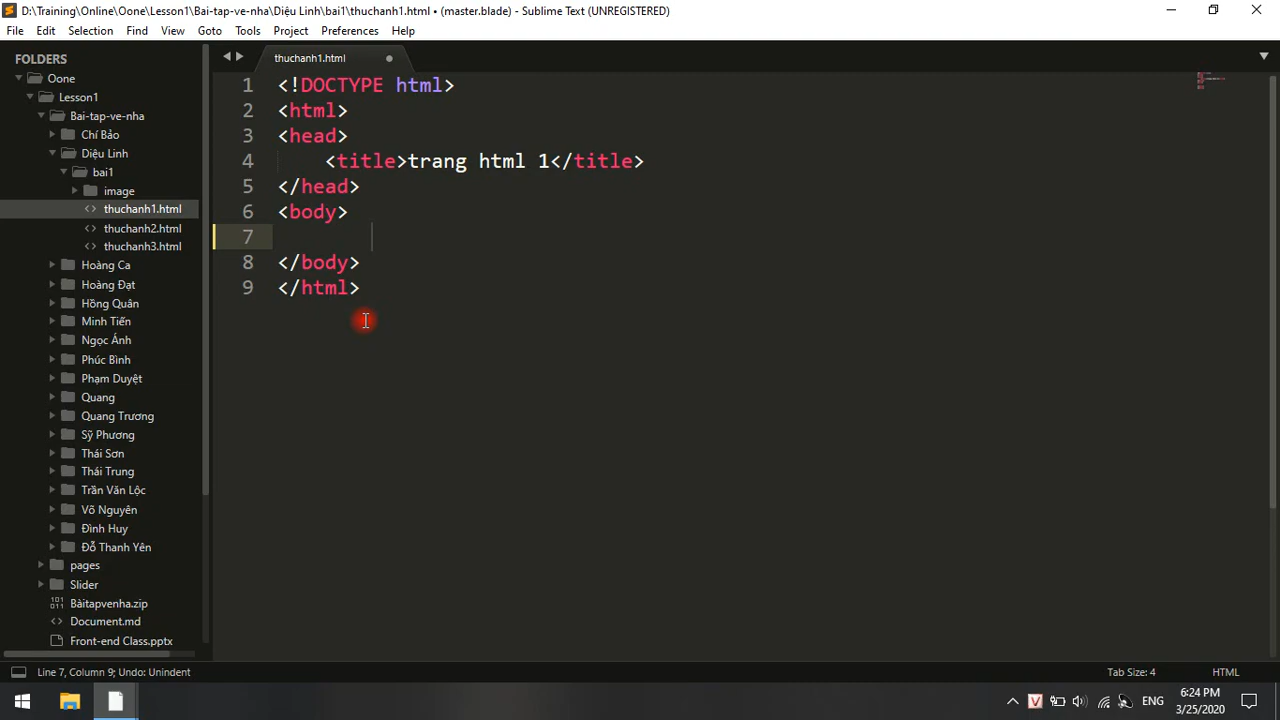 D:\Training\Online\Oone\Lesson1\Bai-tap-ve-nha\Diệu Linh\bai1\thuchanh1.html • (master.blade) - Sublime Text (UNREGISTERED)
File Edit Selection Find View Goto Tools Project Preferences Help
FOLDERS
Oone
Lesson1
Bai-tap-ve-nha
Chí Bảo
Diệu Linh
bai1
image
thuchanh1.html
thuchanh2.html
thuchanh3.html
Hoàng Ca
Hoàng Đạt
Hồng Quân
Minh Tiến
Ngọc Ánh
Phúc Bình
Phạm Duyệt
Quang
Quang Trương
Sỹ Phương
Thái Sơn
Thái Trung
Trần Văn Lộc
Võ Nguyên
Đình Huy
Đỗ Thanh Yên
pages
Slider
Bàitapvenha.zip
Document.md
Front-end Class.pptx
thuchanh1.html
1 <!DOCTYPE html>
2 <html>
3 <head>
4 <title>trang html 1</title>
5 </head>
6 <body>
7
8 </body>
9 </html>
Line 7, Column 9; Undo: Unindent
Tab Size: 4
HTML
V
ENG
6:24 PM
3/25/2020